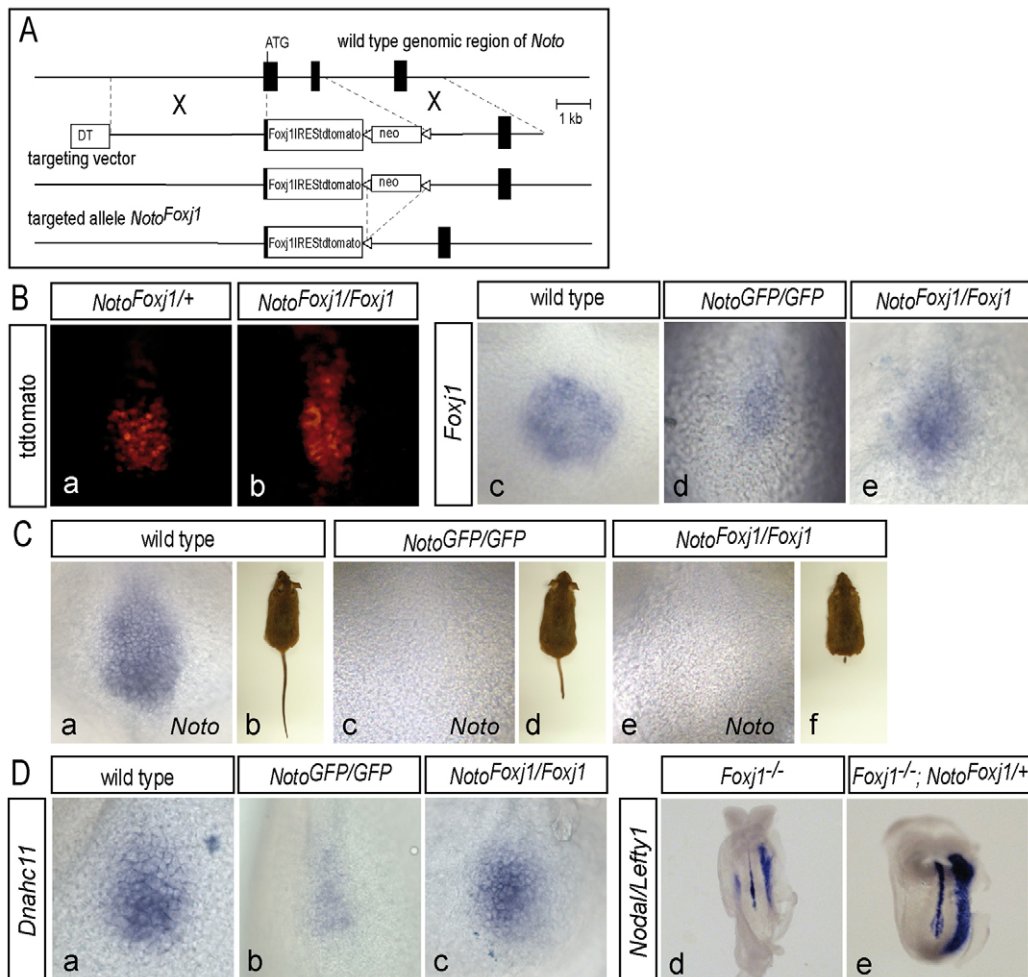 A
ATG
wild type genomic region of Noto
X X
1 kb
DT
Foxj1IREStdtomato
neo
targeting vector
Foxj1IREStdtomato
neo
targeted allele NotoFoxj1
Foxj1IREStdtomato
B
NotoFoxj1/+
NotoFoxj1/Foxj1
wild type
NotoGFP/GFP
NotoFoxj1/Foxj1
tdtomato
Foxj1
a
b
c
d
e
C
wild type
NotoGFP/GFP
NotoFoxj1/Foxj1
a
Noto
b
c
Noto
d
e
Noto
f
D
wild type
NotoGFP/GFP
NotoFoxj1/Foxj1
Foxj1-/-
Foxj1-/-; NotoFoxj1/+
Dnahc11
Nodal/Lefty1
a
b
c
d
e